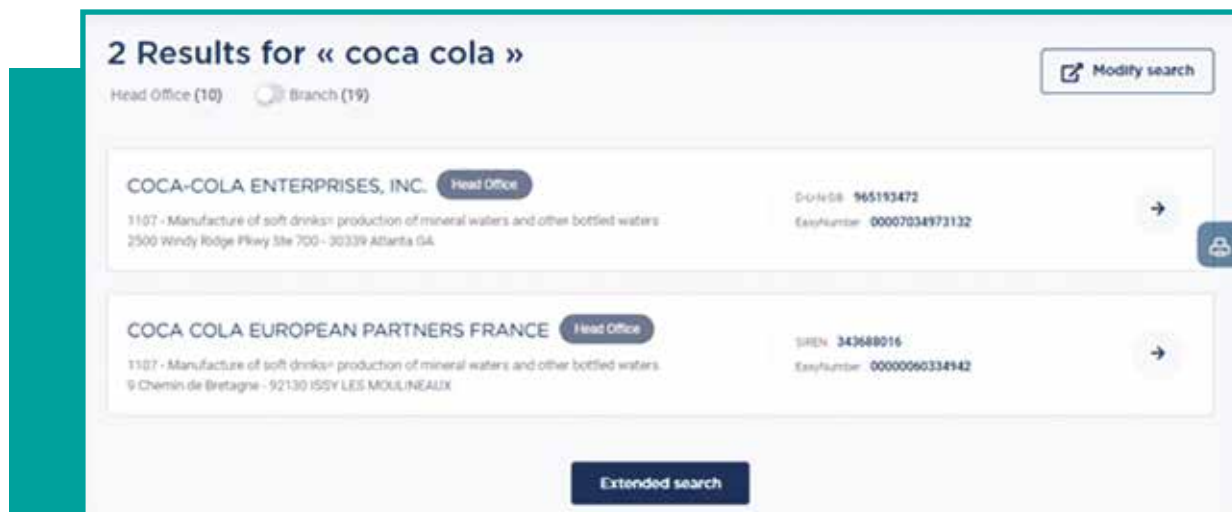 2 Results for « coca cola »
Modify search
Head Office (10) Branch (19)
COCA-COLA ENTERPRISES, INC. Head Office
1107 - Manufacture of soft drinks= production of mineral waters and other bottled waters
2500 Windy Ridge Pkwy Ste 700 - 30339 Atlanta GA
D-U-N-S® 965193472
EasyNumber 00007034973132
COCA COLA EUROPEAN PARTNERS FRANCE Head Office
1107 - Manufacture of soft drinks= production of mineral waters and other bottled waters
9 Chemin de Bretagne - 92130 ISSY LES MOULINEAUX
SIREN 343688016
EasyNumber 00000060334942
Extended search